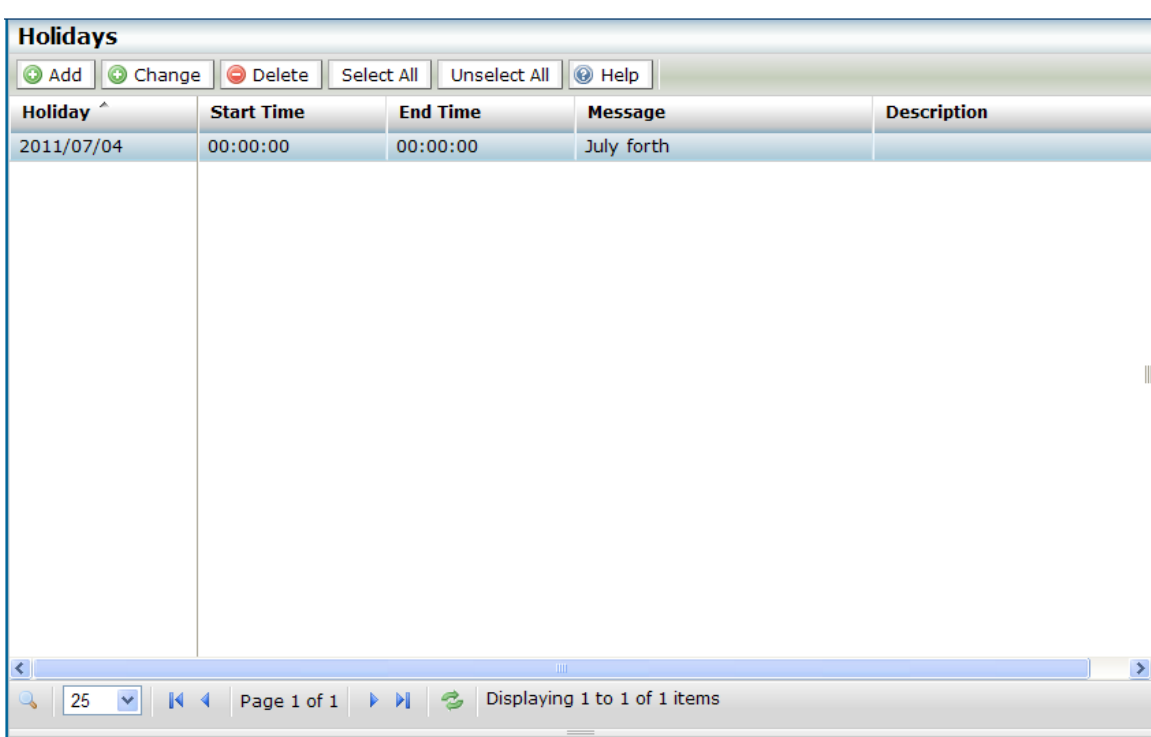 Holidays
Add Change Delete Select All Unselect All Help
Holiday Start Time End Time Message Description
2011/07/04 00:00:00 00:00:00 July forth
25 Page 1 of 1 Displaying 1 to 1 of 1 items